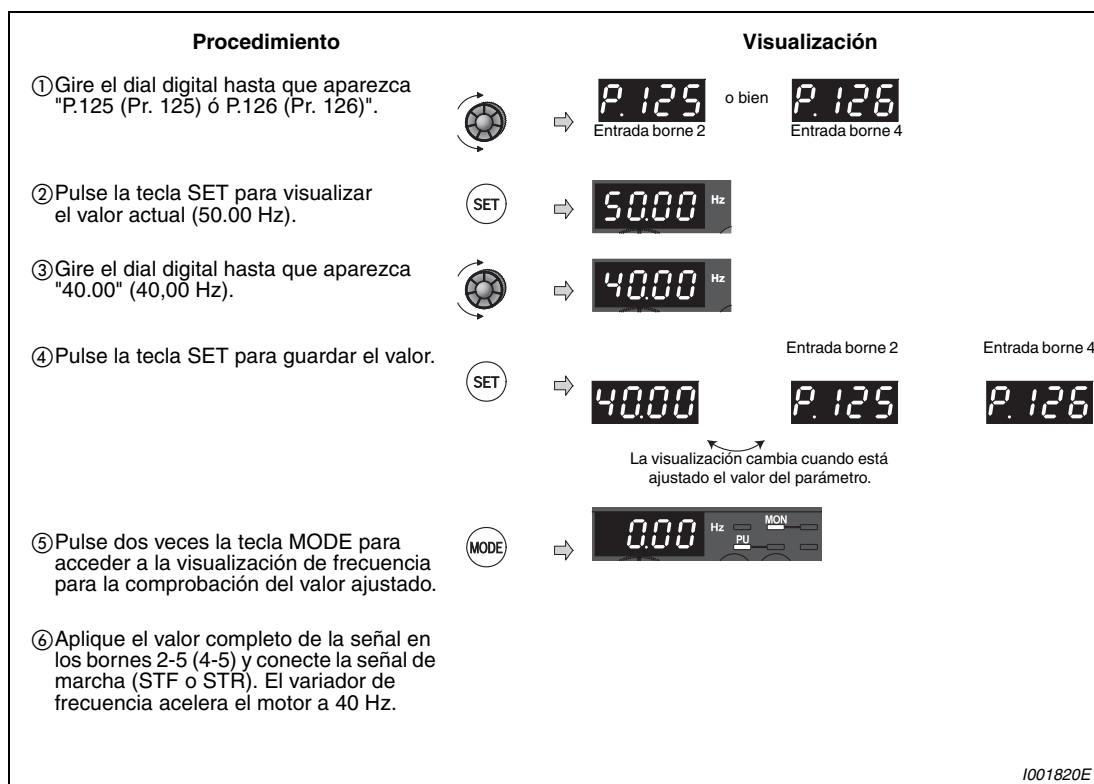 Procedimiento
Visualización
①Gire el dial digital hasta que aparezca
"P.125 (Pr. 125) ó P.126 (Pr. 126)".
P. 125
o bien
P. 126
Entrada borne 2
Entrada borne 4
②Pulse la tecla SET para visualizar
el valor actual (50.00 Hz).
SET
50.00 Hz
③Gire el dial digital hasta que aparezca
"40.00" (40,00 Hz).
40.00 Hz
④Pulse la tecla SET para guardar el valor.
SET
Entrada borne 2
Entrada borne 4
40.00
P. 125
P. 126
La visualización cambia cuando está
ajustado el valor del parámetro.
⑤Pulse dos veces la tecla MODE para
acceder a la visualización de frecuencia
para la comprobación del valor ajustado.
MODE
0.00 Hz
MON
PU
⑥Aplique el valor completo de la señal en
los bornes 2-5 (4-5) y conecte la señal de
marcha (STF o STR). El variador de
frecuencia acelera el motor a 40 Hz.
I001820E